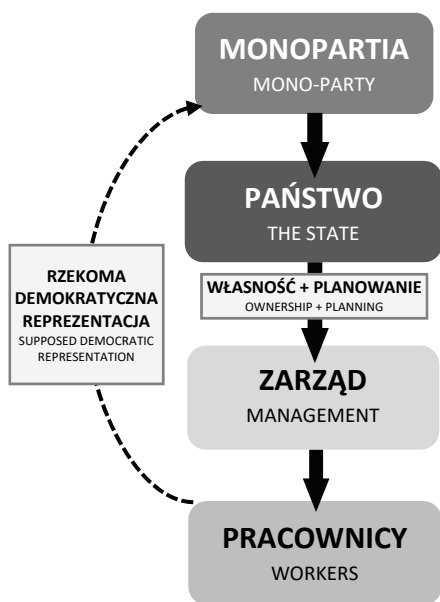 MONOPARTIA
MONO-PARTY
PAŃSTWO
THE STATE
WŁASNOŚĆ + PLANOWANIE
OWNERSHIP + PLANNING
RZEKOMA
DEMOKRATYCZNA
REPREZENTACJA
SUPPOSED DEMOCRATIC
REPRESENTATION
ZARZĄD
MANAGEMENT
PRACOWNICY
WORKERS